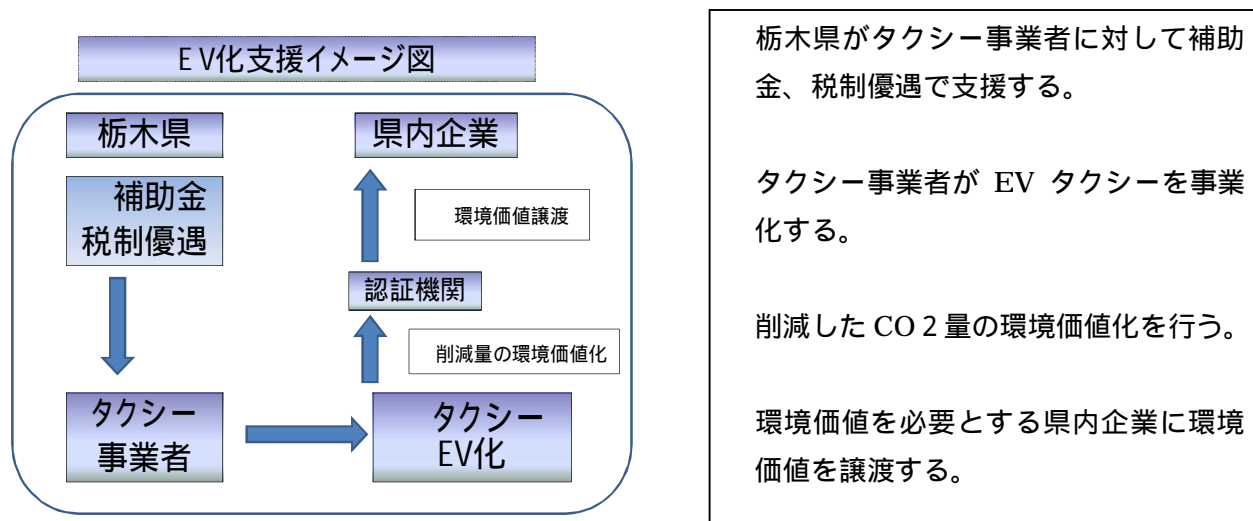 EV化支援イメージ図
栃木県
県内企業
補助金
税制優遇
環境価値譲渡
認証機関
削減量の環境価値化
タクシー
事業者
タクシー
EV化
栃木県がタクシー事業者に対して補助
金、税制優遇で支援する。
タクシー事業者が EV タクシーを事業
化する。
削減した CO２量の環境価値化を行う。
環境価値を必要とする県内企業に環境
価値を譲渡する。